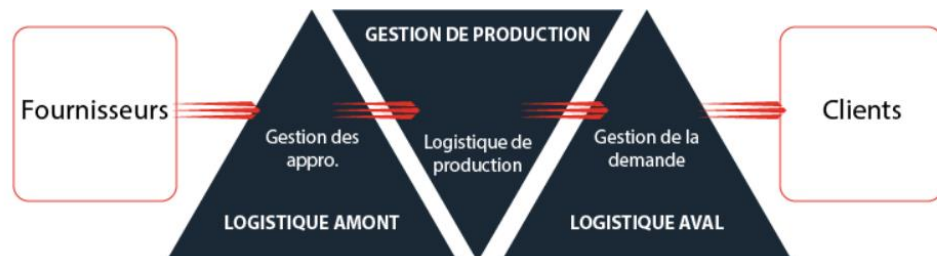 Fournisseurs
Gestion des
appro.
LOGISTIQUE AMONT
GESTION DE PRODUCTION
Logistique de
production
Gestion de la
demande
LOGISTIQUE AVAL
Clients